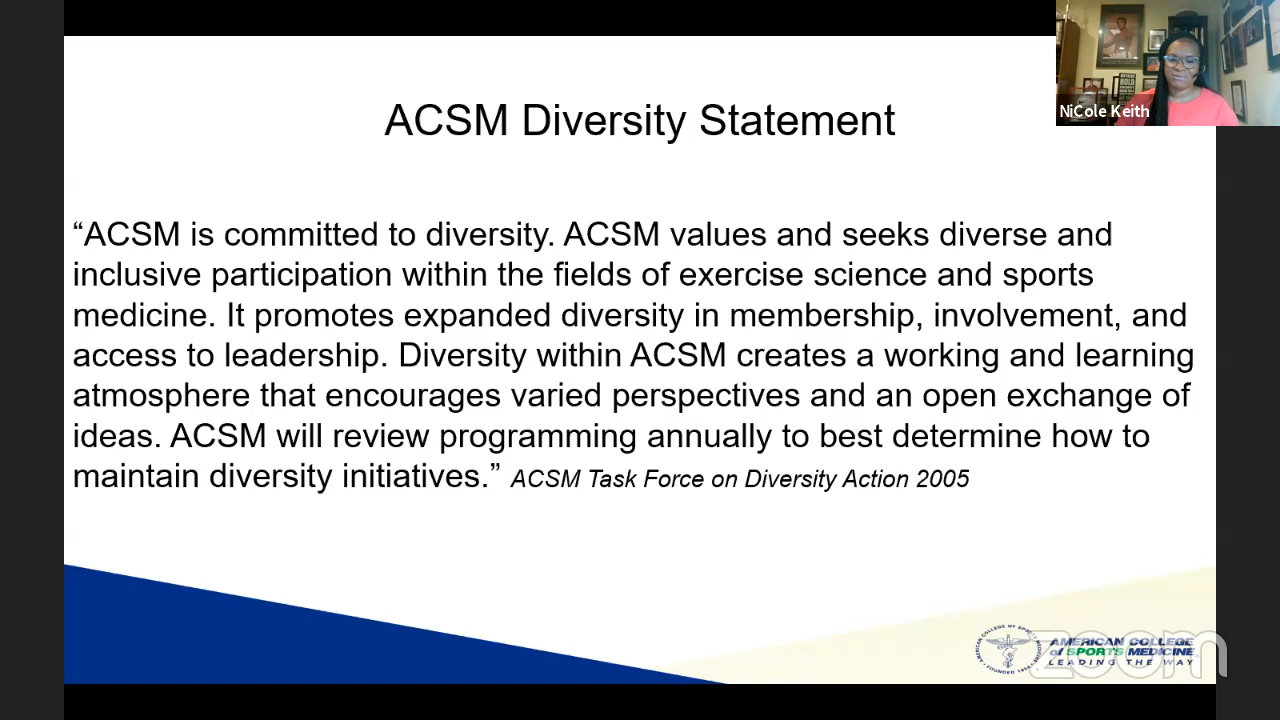 NiCole Keith
ACSM Diversity Statement
“ACSM is committed to diversity. ACSM values and seeks diverse and
inclusive participation within the fields of exercise science and sports
medicine. It promotes expanded diversity in membership, involvement, and
access to leadership. Diversity within ACSM creates a working and learning
atmosphere that encourages varied perspectives and an open exchange of
ideas. ACSM will review programming annually to best determine how to
maintain diversity initiatives.” ACSM Task Force on Diversity Action 2005
AMERICAN COLLEGE
of SPORTS MEDICINE
LEADING THE WAY
zoom